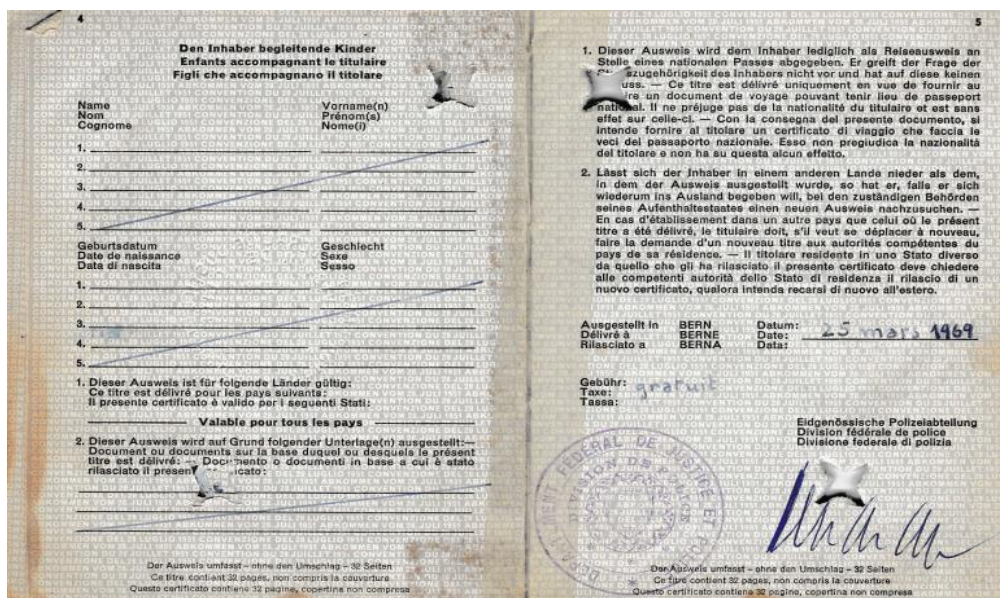 4
Den Inhaber begleitende Kinder
Enfants accompagnant le titulaire
Figli che accompagnano il titolare
Name
Nom
Cognome
Vorname(n)
Prénom(s)
Nome(i)
1.
2.
3.
4.
5.
Geburtsdatum
Date de naissance
Data di nascita
Geschlecht
Sexe
Sesso
1.
2.
3.
4.
5.
1. Dieser Ausweis ist für folgende Länder gültig:
Ce titre est délivré pour les pays suivants:
Il presente certificato è valido per i seguenti Stati:
Valable pour tous les pays
2. Dieser Ausweis wird auf Grund folgender Unterlage(n) ausgestellt:—
Document ou documents sur la base duquel ou desquels le présent
titre est délivré: — Documento o documenti in base a cui è stato
rilasciato il presen icato:
Der Ausweis umfasst – ohne den Umschlag – 32 Seiten
Ce titre contient 32 pages, non compris la couverture
Questo certificato contiene 32 pagine, copertina non compresa
5
1. Dieser Ausweis wird dem Inhaber lediglich als Reiseausweis an
Stelle eines nationalen Passes abgegeben. Er greift der Frage der
szugehörigkeit des Inhabers nicht vor und hat auf diese keinen
uss. — Ce titre est délivré uniquement en vue de fournir au
re un document de voyage pouvant tenir lieu de passeport
national. Il ne préjuge pas de la nationalité du titulaire et est sans
effet sur celle-ci. — Con la consegna del presente documento, si
intende fornire al titolare un certificato di viaggio che faccia le
veci del passaporto nazionale. Esso non pregiudica la nazionalità
del titolare e non ha su questa alcun effetto.
2. Lässt sich der Inhaber in einem anderen Lande nieder als dem,
in dem der Ausweis ausgestellt wurde, so hat er, falls er sich
wiederum ins Ausland begeben will, bei den zuständigen Behörden
seines Aufenthaltsstaates einen neuen Ausweis nachzusuchen. —
En cas d'établissement dans un autre pays que celui où le présent
titre a été délivré, le titulaire doit, s'il veut se déplacer à nouveau,
faire la demande d'un nouveau titre aux autorités compétentes du
pays de sa résidence. — Il titolare residente in uno Stato diverso
da quello che gli ha rilasciato il presente certificato deve chiedere
alle competenti autorità dello Stato di residenza il rilascio di un
nuovo certificato, qualora intenda recarsi di nuovo all'estero.
Ausgestellt in BERN Datum:
Délivré à BERNE Date: 25 mars 1969
Rilasciato a BERNA Data:
Gebühr:
Taxe: gratuit
Tassa:
Eidgenössische Polizeiabteilung
Division fédérale de police
Divisione federale di polizia
Der Ausweis umfasst – ohne den Umschlag – 32 Seiten
Ce titre contient 32 pages, non compris la couverture
Questo certificato contiene 32 pagine, copertina non compresa